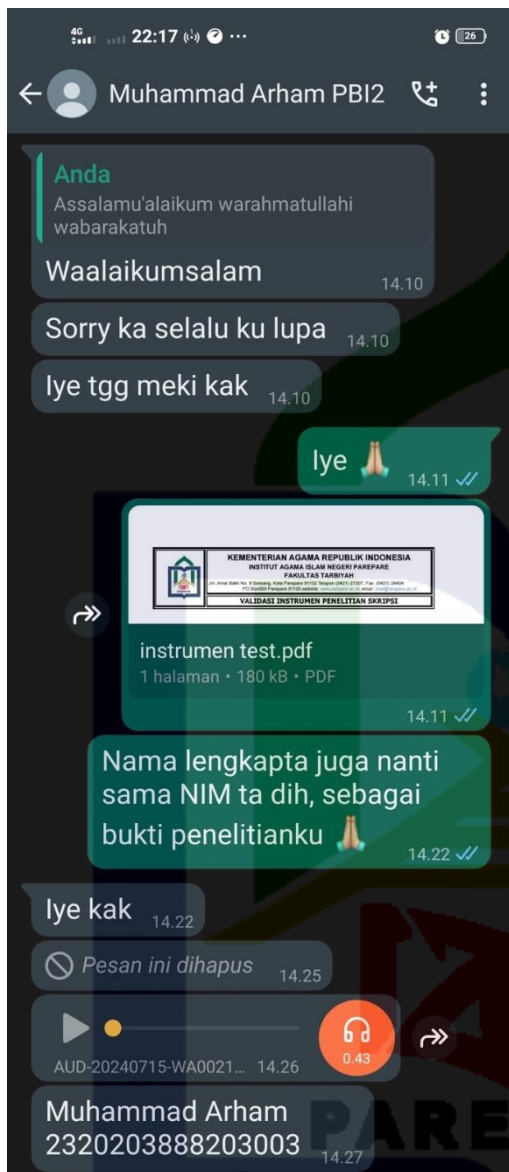 4G 22:17 ... 26
Muhammad Arham PBI2
Anda
Assalamu'alaikum warahmatullahi
wabarakatuh
Waalaikumsalam 14.10
Sorry ka selalu ku lupa 14.10
Iye tgg meki kak 14.10
Iye 🙏🏼 14.11
KEMENTERIAN AGAMA REPUBLIK INDONESIA
INSTITUT AGAMA ISLAM NEGERI PAREPARE
FAKULTAS TARBIYAH
VALIDASI INSTRUMEN PENELITIAN SKRIPSI
instrumen test.pdf
1 halaman • 180 kB • PDF
14.11
Nama lengkapta juga nanti
sama NIM ta dih, sebagai
bukti penelitianku 🙏🏼 14.22
Iye kak 14.22
Pesan ini dihapus 14.25
0.43
AUD-20240715-WA0021... 14.26
Muhammad Arham
2320203888203003 14.27
PARE